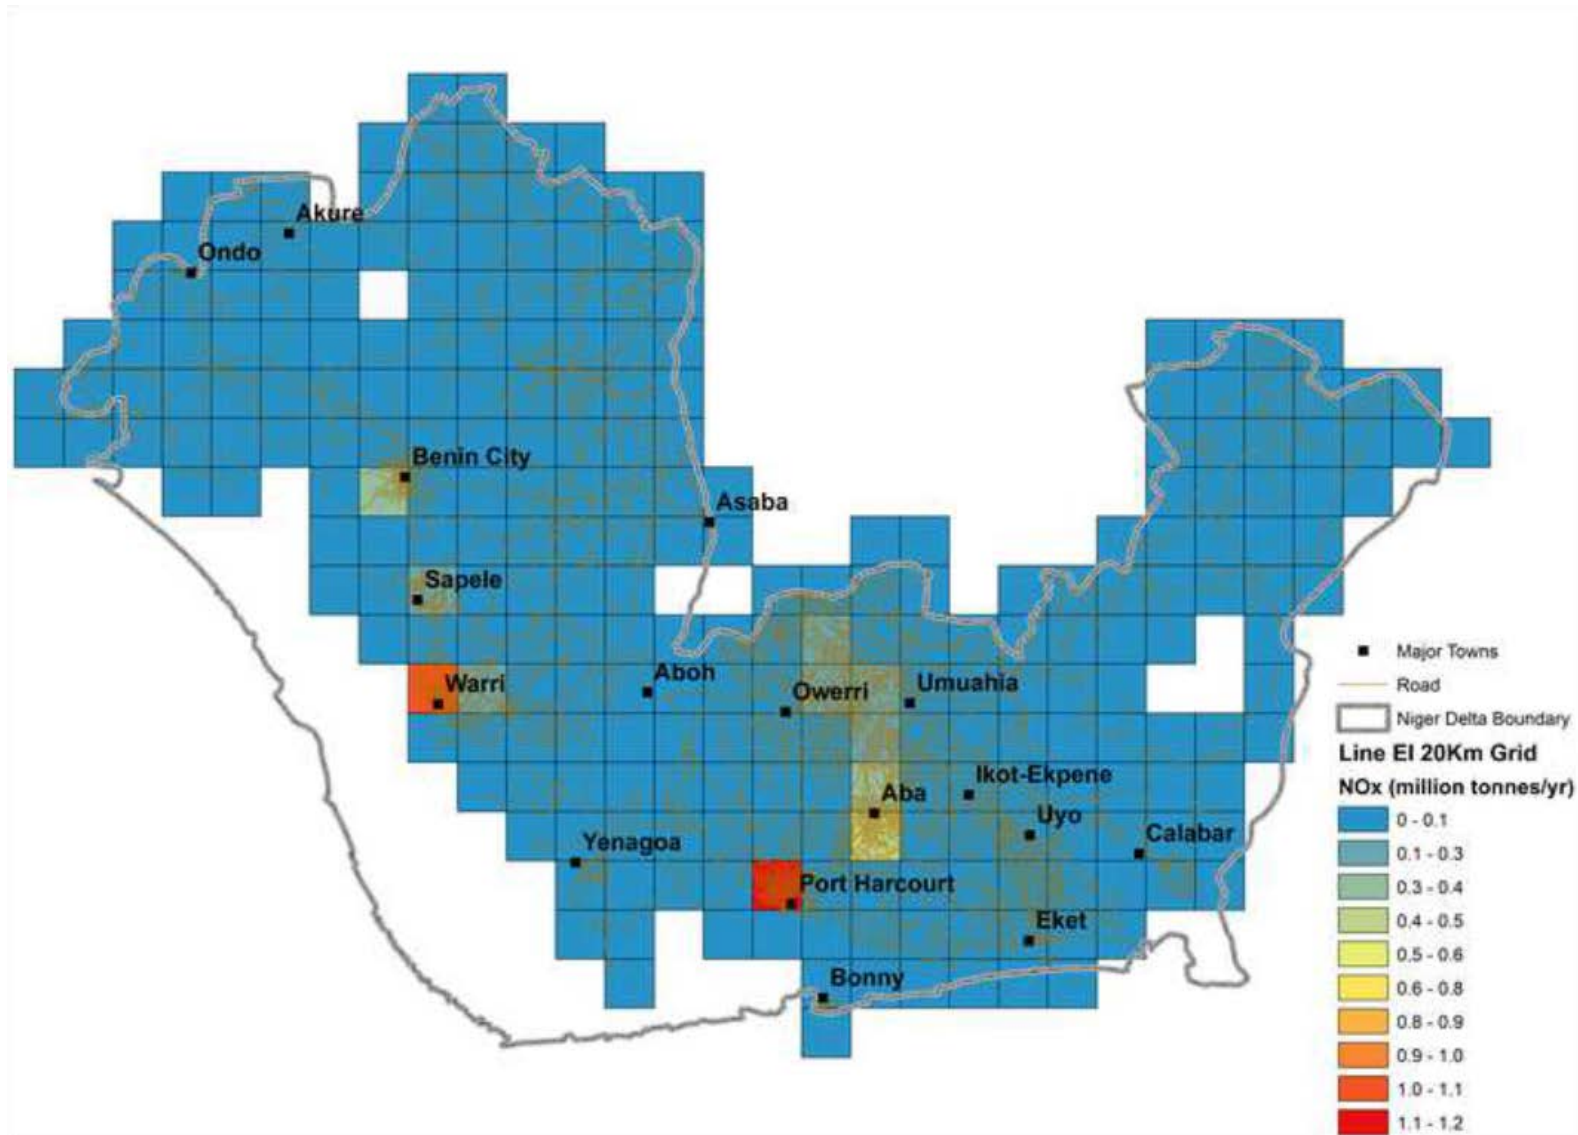 Akure
Ondo
Benin City
Asaba
Sapele
Warri
Aboh
Owerri
Umuahia
Aba
Ikot-Ekpene
Uyo
Calabar
Yenagoa
Port Harcourt
Eket
Bonny
Major Towns
Road
Niger Delta Boundary
Line EI 20Km Grid
NOx (million tonnes/yr)
0 - 0.1
0.1 - 0.3
0.3 - 0.4
0.4 - 0.5
0.5 - 0.6
0.6 - 0.8
0.8 - 0.9
0.9 - 1.0
1.0 - 1.1
1.1 - 1.2